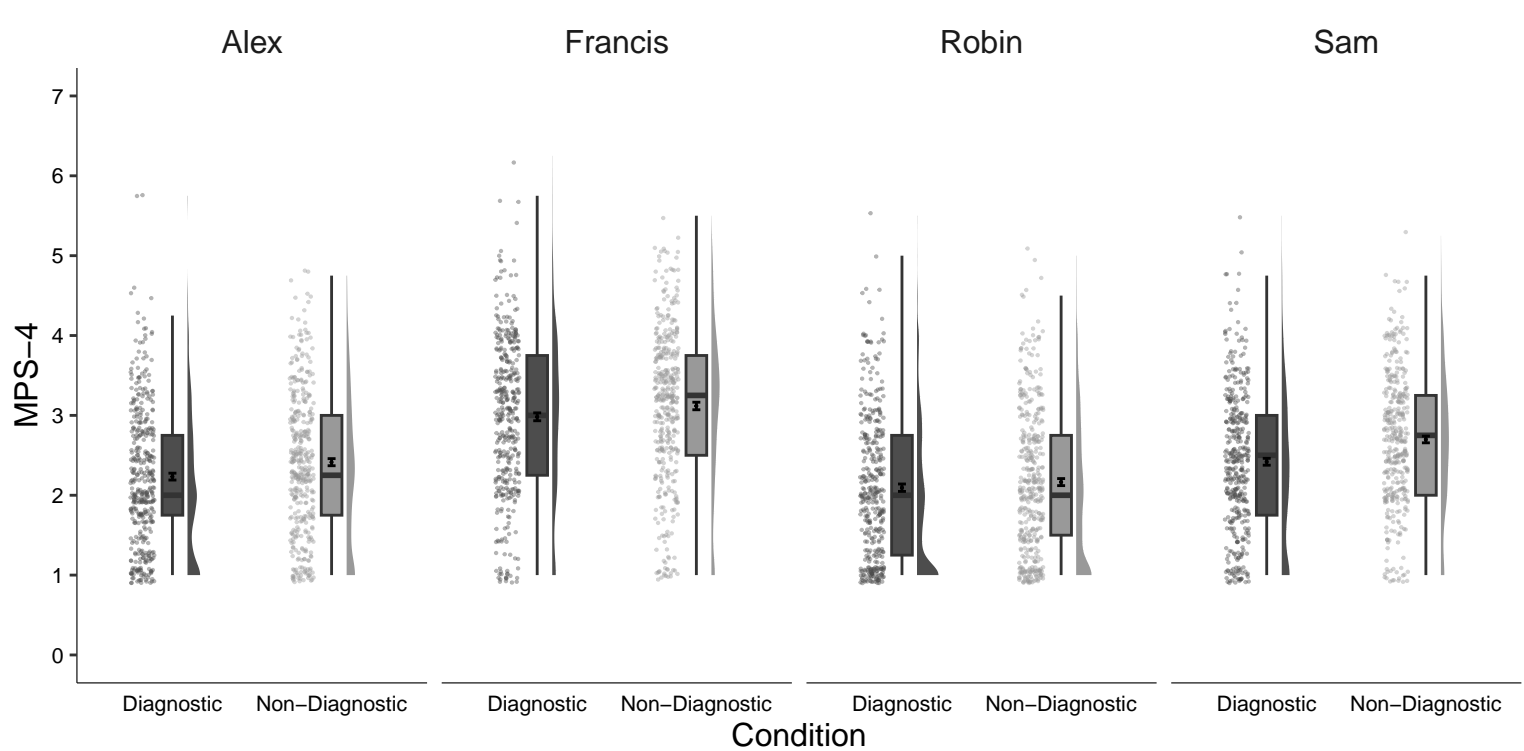 Alex Francis Robin Sam
7
6
5
4
3
2
1
0
MPS−4
Diagnostic Non−Diagnostic Diagnostic Non−Diagnostic Diagnostic Non−Diagnostic Diagnostic Non−Diagnostic
Condition